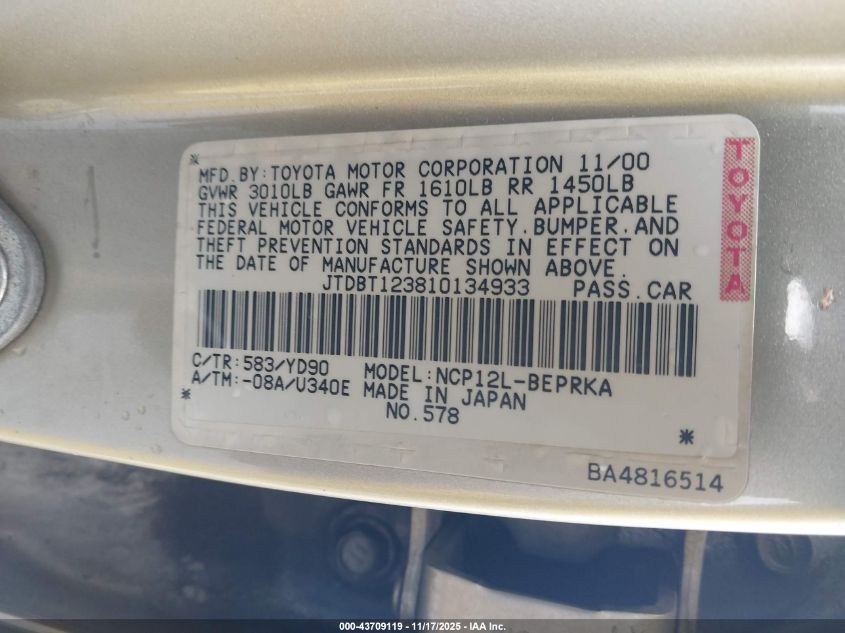 MFD.BY:TOYOTA MOTOR CORPORATION 11/00
GVWR 3010LB GAWR FR 1610LB RR 1450LB
THIS VEHICLE CONFORMS TO ALL APPLICABLE
FEDERAL MOTOR VEHICLE SAFETY.BUMPER.AND
THEFT PREVENTION STANDARDS IN EFFECT ON
THE DATE OF MANUFACTURE SHOWN ABOVE.
JTDBT123810134933 PASS.CAR
C/TR:583/YD90 MODEL:NCP12L-BEPRKA
A/TM:-08A/U340E MADE IN JAPAN
NO.578
BA4816514
TOYOTA
000-43709119 - 11/17/2025 - IAA Inc.